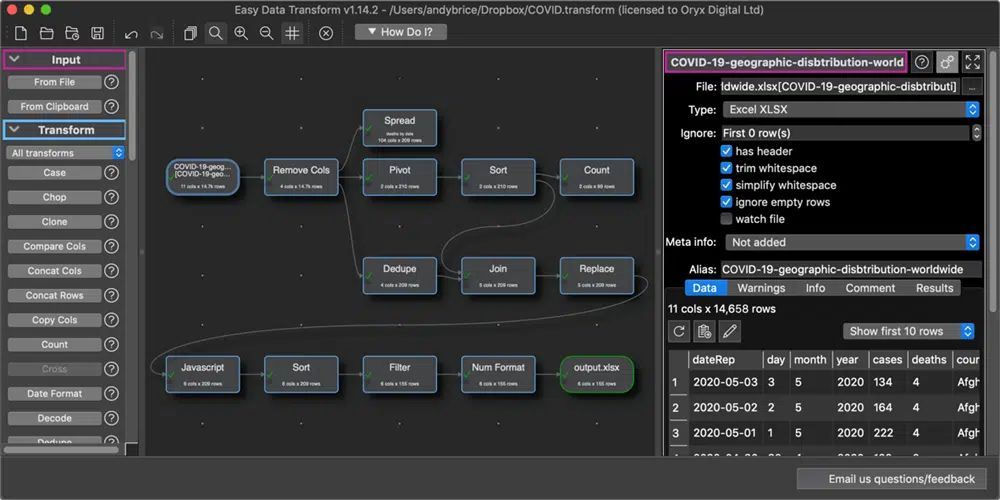 Easy Data Transform v1.14.2 - /Users/andybrice/Dropbox/COVID.transform (licensed to Oryx Digital Ltd)
How Do I?
Input
From File
?
From Clipboard
?
Transform
All transforms
Case
?
Chop
?
Clone
?
Compare Cols
?
Concat Cols
?
Concat Rows
?
Copy Cols
?
Count
?
Cross
?
Date Format
?
Decode
?
Dedupe
Spread
deaths by date
104 cols x 209 rows
COVID-19-geog...
[COVID-19-geo...
11 cols x 14.7k rows
Remove Cols
4 cols x 14.7k rows
Pivot
2 cols x 210 rows
Sort
2 cols x 210 rows
Count
2 cols x 99 rows
Dedupe
4 cols x 209 rows
Join
5 cols x 209 rows
Replace
5 cols x 209 rows
Javascript
6 cols x 209 rows
Sort
6 cols x 209 rows
Filter
6 cols x 155 rows
Num Format
6 cols x 155 rows
output.xlsx
6 cols x 155 rows
COVID-19-geographic-disbtribution-world
?
File: ldwide.xlsx[COVID-19-geographic-disbtributi] ...
Type: Excel XLSX
Ignore: First 0 row(s)
has header
trim whitespace
simplify whitespace
ignore empty rows
watch file
Meta info: Not added
Alias: COVID-19-geographic-disbtribution-worldwide
Data Warnings Info Comment Results
11 cols x 14,658 rows
Show first 10 rows
dateRep day month year cases deaths coun
1 2020-05-03 3 5 2020 134 4 Afgh
2 2020-05-02 2 5 2020 164 4 Afgh
3 2020-05-01 1 5 2020 222 4 Afgh
Email us questions/feedback